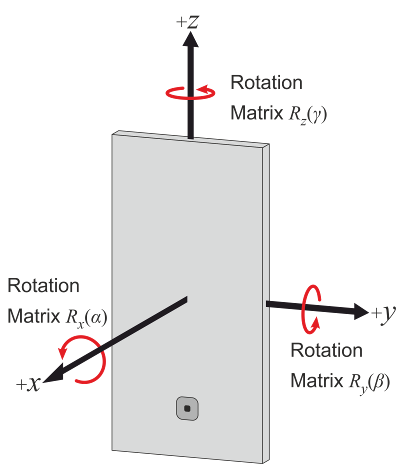 +z
Rotation
Matrix Rz(γ)
Rotation
Matrix Rx(α)
+y
+x
Rotation
Matrix Ry(β)